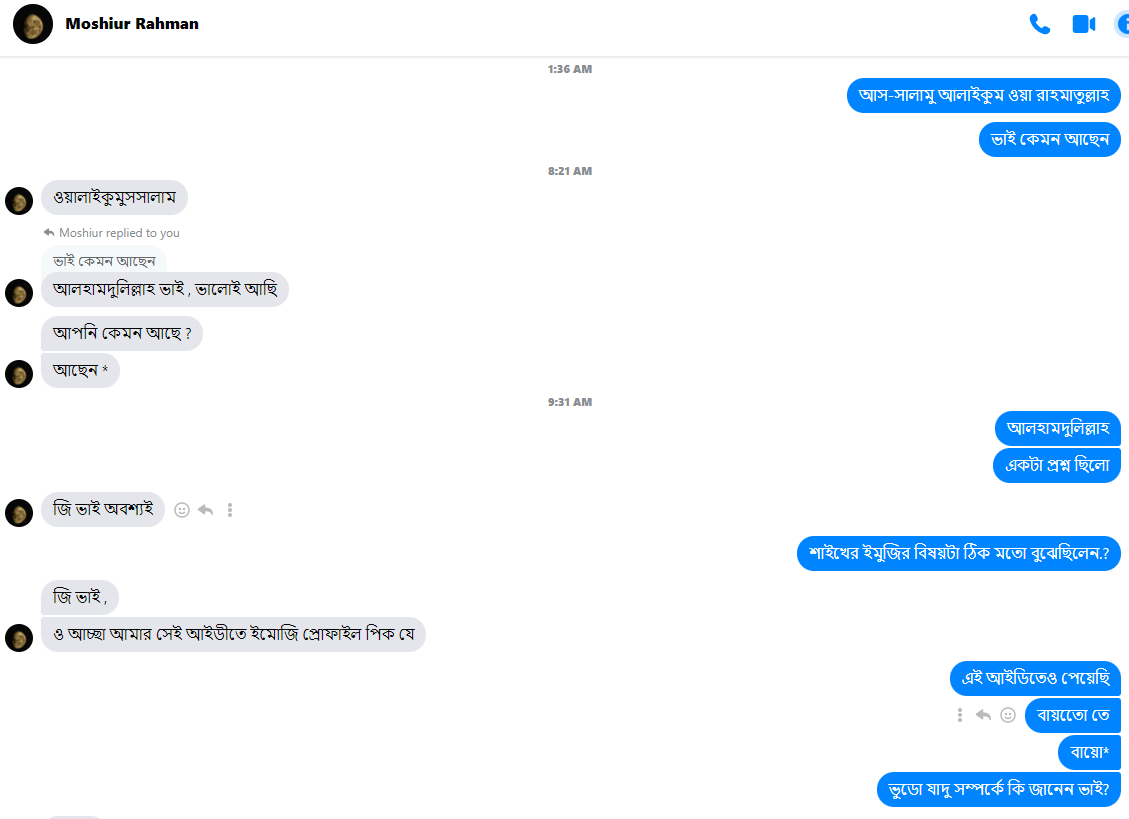 Moshiur Rahman
1:36 AM
আস-সালামু আলাইকুম ওয়া রাহমাতুল্লাহ
ভাই কেমন আছেন
8:21 AM
ওয়ালাইকুমুসসালাম
Moshiur replied to you
ভাই কেমন আছেন
আলহামদুলিল্লাহ ভাই , ভালোই আছি
আপনি কেমন আছে ?
আছেন *
9:31 AM
আলহামদুলিল্লাহ
একটা প্রশ্ন ছিলো
জি ভাই অবশ্যই
শাইখের ইমুজির বিষয়টা ঠিক মতো বুঝেছিলেন.?
জি ভাই ,
ও আচ্ছা আমার সেই আইডীতে ইমোজি প্রোফাইল পিক যে
এই আইডিতেও পেয়েছি
বায়তোে তে
বায়ো*
ভুডো যাদু সম্পর্কে কি জানেন ভাই?